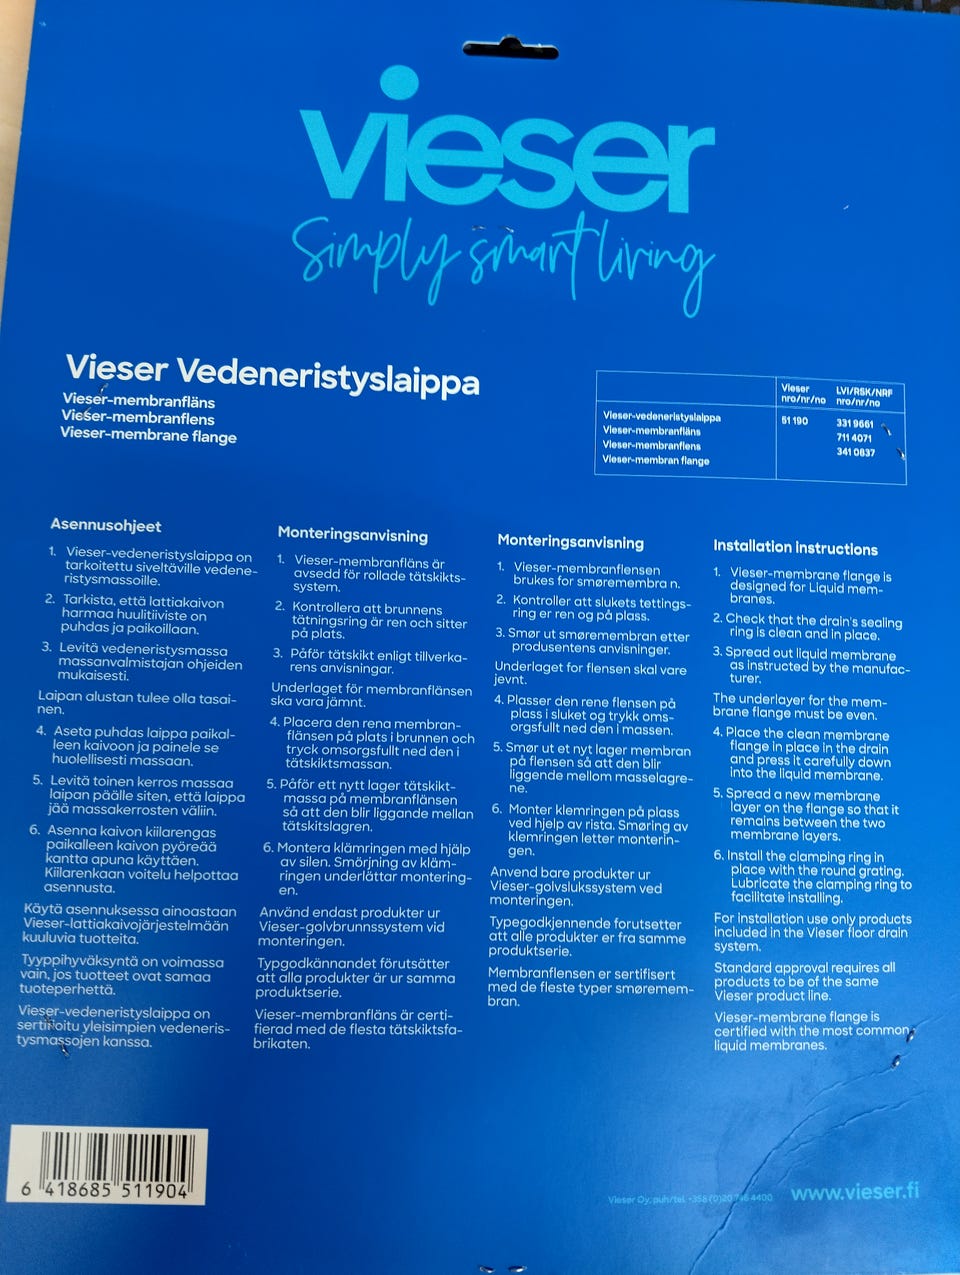 vieser
Simply smart living
Vieser Vedeneristyslaippa
Vieser-membranfläns
Vieser-membranflens
Vieser-membrane flange
Vieser
nro/nr/no
LVI/RSK/NRF
nro/nr/no
Vieser-vedeneristyslaippa
51 190
331 9661
Vieser-membranfläns
711 4071
Vieser-membranflens
341 0837
Vieser-membran flange
Asennusohjeet
1. Vieser-vedeneristyslaippa on
tarkoitettu siveltäville vedene-
ristysmassoille.
2. Tarkista, että lattiakaivon
harmaa huulitiiviste on
puhdas ja paikoillaan.
3. Levitä vedeneristysmassa
massanvalmistajan ohjeiden
mukaisesti.
Laipan alustan tulee olla tasai-
nen.
4. Aseta puhdas laippa paikal-
leen kaivoon ja painele se
huolellisesti massaan.
5. Levitä toinen kerros massaa
laipan päälle siten, että laippa
jää massakerrosten väliin.
6. Asenna kaivon kiilarengas
paikalleen kaivon pyöreää
kantta apuna käyttäen.
Kiilarenkaan voitelu helpottaa
asennusta.
Käytä asennuksessa ainoastaan
Vieser-lattiakaivojärjestelmään
kuuluvia tuotteita.
Tyyppihyväksyntä on voimassa
vain, jos tuotteet ovat samaa
tuoteperhettä.
Vieser-vedeneristyslaippa on
sertifioitu yleisimpien vedeneris-
tysmassojen kanssa.
Monteringsanvisning
1. Vieser-membranfläns är
avsedd för rollade tätskikts-
system.
2. Kontrollera att brunnens
tätningsring är ren och sitter
på plats.
3. Påför tätskikt enligt tillverka-
rens anvisningar.
Underlaget för membranflänsen
ska vara jämnt.
4. Placera den rena membran-
flänsen på plats i brunnen och
tryck omsorgsfullt ned den i
tätskiktsmassan.
5. Påför ett nytt lager tätskikt-
massa på membranflänsen
så att den blir liggande mellan
tätskitslagren.
6. Montera klämringen med hjälp
av silen. Smörjning av kläm-
ringen underlättar montering-
en.
Använd endast produkter ur
Vieser-golvbrunnssystem vid
monteringen.
Typgodkännandet förutsätter
att alla produkter är ur samma
produktserie.
Vieser-membranfläns är certi-
fierad med de flesta tätskiktsfa-
brikaten.
Monteringsanvisning
1. Vieser-membranflensen
brukes for smøremembra n.
2. Kontroller att slukets tettings-
ring er ren og på plass.
3. Smør ut smøremembran etter
produsentens anvisninger.
Underlaget for flensen skal vare
jevnt.
4. Plasser den rene flensen på
plass i sluket og trykk oms-
orgsfullt ned den i massen.
5. Smør ut et nyt lager membran
på flensen så att den blir
liggende mellom masselagre-
ne.
6. Monter klemringen på plass
ved hjelp av rista. Smøring av
klemringen letter monterin-
gen.
Anvend bare produkter ur
Vieser-golvslukssystem ved
monteringen.
Typegodkjennende forutsetter
att alle produkter er fra samme
produktserie.
Membranflensen er sertifisert
med de fleste typer smøremem-
bran.
Installation Instructions
1. Vieser-membrane flange is
designed for Liquid mem-
branes.
2. Check that the drain's sealing
ring is clean and in place.
3. Spread out liquid membrane
as instructed by the manufac-
turer.
The underlayer for the mem-
brane flange must be even.
4. Place the clean membrane
flange in place in the drain
and press it carefully down
into the liquid membrane.
5. Spread a new membrane
layer on the flange so that it
remains between the two
membrane layers.
6. Install the clamping ring in
place with the round grating.
Lubricate the clamping ring to
facilitate installing.
For installation use only products
included in the Vieser floor drain
system.
Standard approval requires all
products to be of the same
Vieser product line.
Vieser-membrane flange is
certified with the most common
liquid membranes.
6 418685 511904
Vieser Oy, puh/tel. +358 (0)20 746 4400
www.vieser.fi